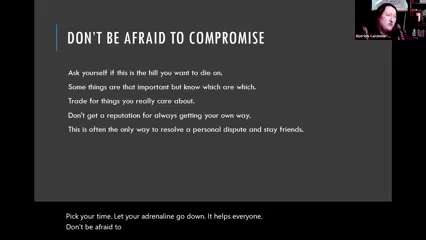 DON'T BE AFRAID TO COMPROMISE
Ask yourself if this is the hill you want to die on.
Some things are that important but know which are which.
Trade for things you really care about.
Don't get a reputation for always getting your own way.
This is often the only way to resolve a personal dispute and stay friends.
Pick your time. Let your adrenaline go down. It helps everyone.
Don't be afraid to